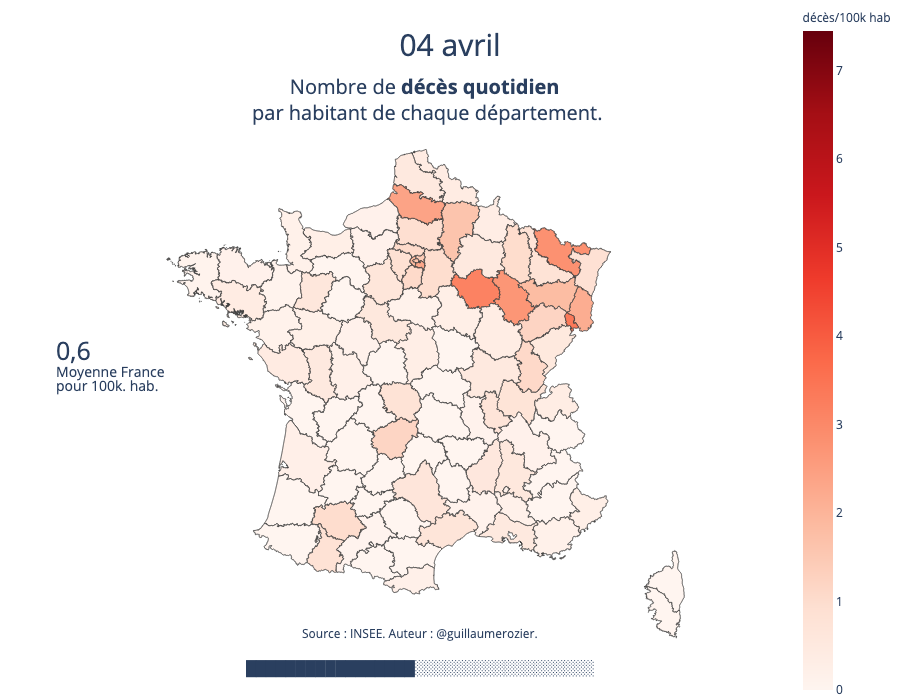 04 avril
Nombre de décès quotidien
par habitant de chaque département.
décès/100k hab
7
6
5
4
3
2
1
0
0,6
Moyenne France
pour 100k. hab.
Source : INSEE. Auteur : @guillaumerozier.